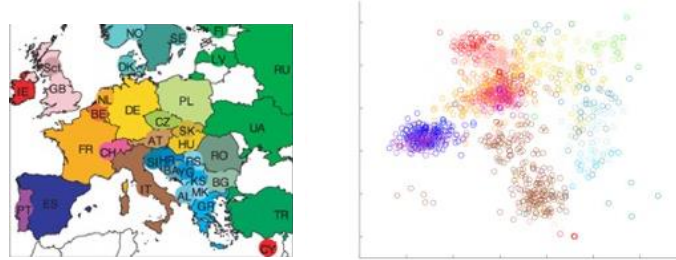 NO
SE
FI
LV
RU
DK
Sct
IE
GB
NL
DE
PL
BE
UA
CZ
SK
FR
CH
AT
HU
RO
SI
HR
BA
RS
YG
IT
KS
BG
AL
MK
PT
ES
GR
TR
CY